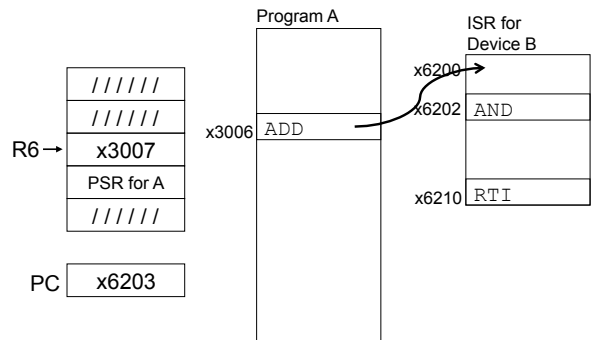 Program A
ISR for
Device B
x6200
x6202 AND
x6210 RTI
x3006 ADD
//////
//////
R6 x3007
PSR for A
//////
PC x6203